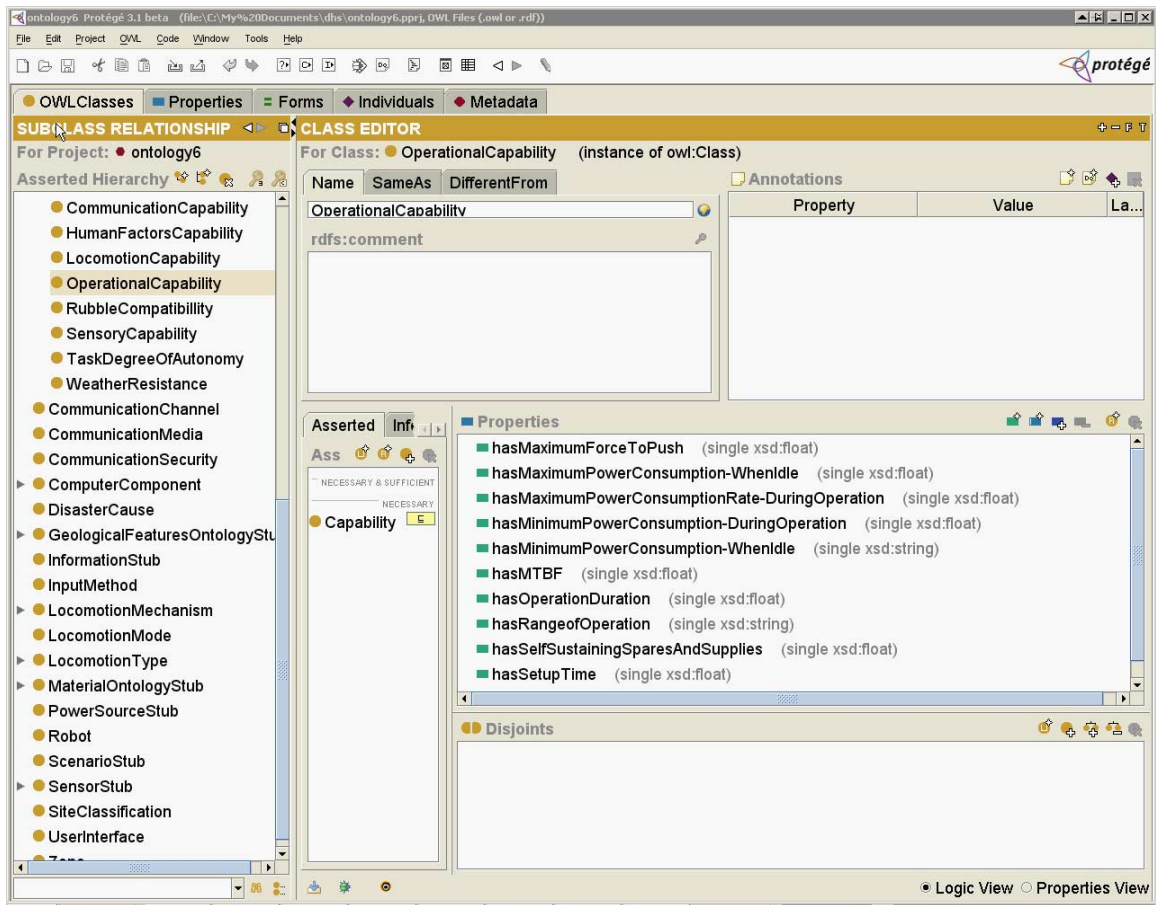 ontology6 Protégé 3.1 beta (file:\C:\My%20Documents\dhs\ontology6.pprj, OWL Files (.owl or .rdf))
File Edit Project OWL Code Window Tools Help
protégé
OWLClasses Properties Forms Individuals Metadata
SUBCLASS RELATIONSHIP
For Project: ontology6
Asserted Hierarchy
CommunicationCapability
HumanFactorsCapability
LocomotionCapability
OperationalCapability
RubbleCompatibillity
SensoryCapability
TaskDegreeOfAutonomy
WeatherResistance
CommunicationChannel
CommunicationMedia
CommunicationSecurity
ComputerComponent
DisasterCause
GeologicalFeaturesOntologyStu
InformationStub
InputMethod
LocomotionMechanism
LocomotionMode
LocomotionType
MaterialOntologyStub
PowerSourceStub
Robot
ScenarioStub
SensorStub
SiteClassification
UserInterface
CLASS EDITOR
For Class: OperationalCapability (instance of owl:Class)
Name SameAs DifferentFrom
OperationalCapability
rdfs:comment
Annotations
Property Value La...
Asserted Info
Ass
NECESSARY & SUFFICIENT
NECESSARY
Capability
Properties
hasMaximumForceToPush (single xsd:float)
hasMaximumPowerConsumption-WhenIdle (single xsd:float)
hasMaximumPowerConsumptionRate-DuringOperation (single xsd:float)
hasMinimumPowerConsumption-DuringOperation (single xsd:float)
hasMinimumPowerConsumption-WhenIdle (single xsd:string)
hasMTBF (single xsd:float)
hasOperationDuration (single xsd:float)
hasRangeofOperation (single xsd:string)
hasSelfSustainingSparesAndSupplies (single xsd:float)
hasSetupTime (single xsd:float)
Disjoints
Logic View Properties View